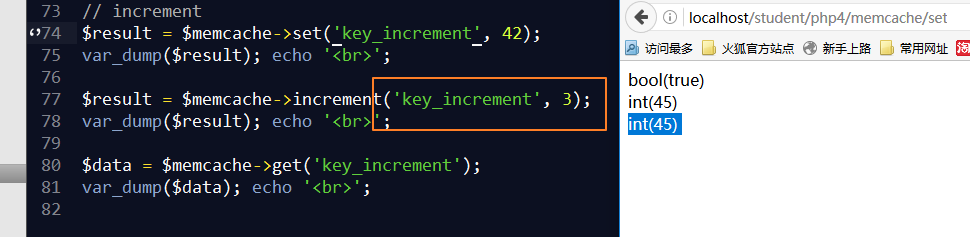 73 // increment
74 $result = $memcache->set('key_increment', 42);
75 var_dump($result); echo '<br>';
76
77 $result = $memcache->increment('key_increment', 3);
78 var_dump($result); echo '<br>';
79
80 $data = $memcache->get('key_increment');
81 var_dump($data); echo '<br>';
82
localhost/student/php4/memcache/set
访问最多 火狐官方站点 新手上路 常用网址 淘
bool(true)
int(45)
int(45)